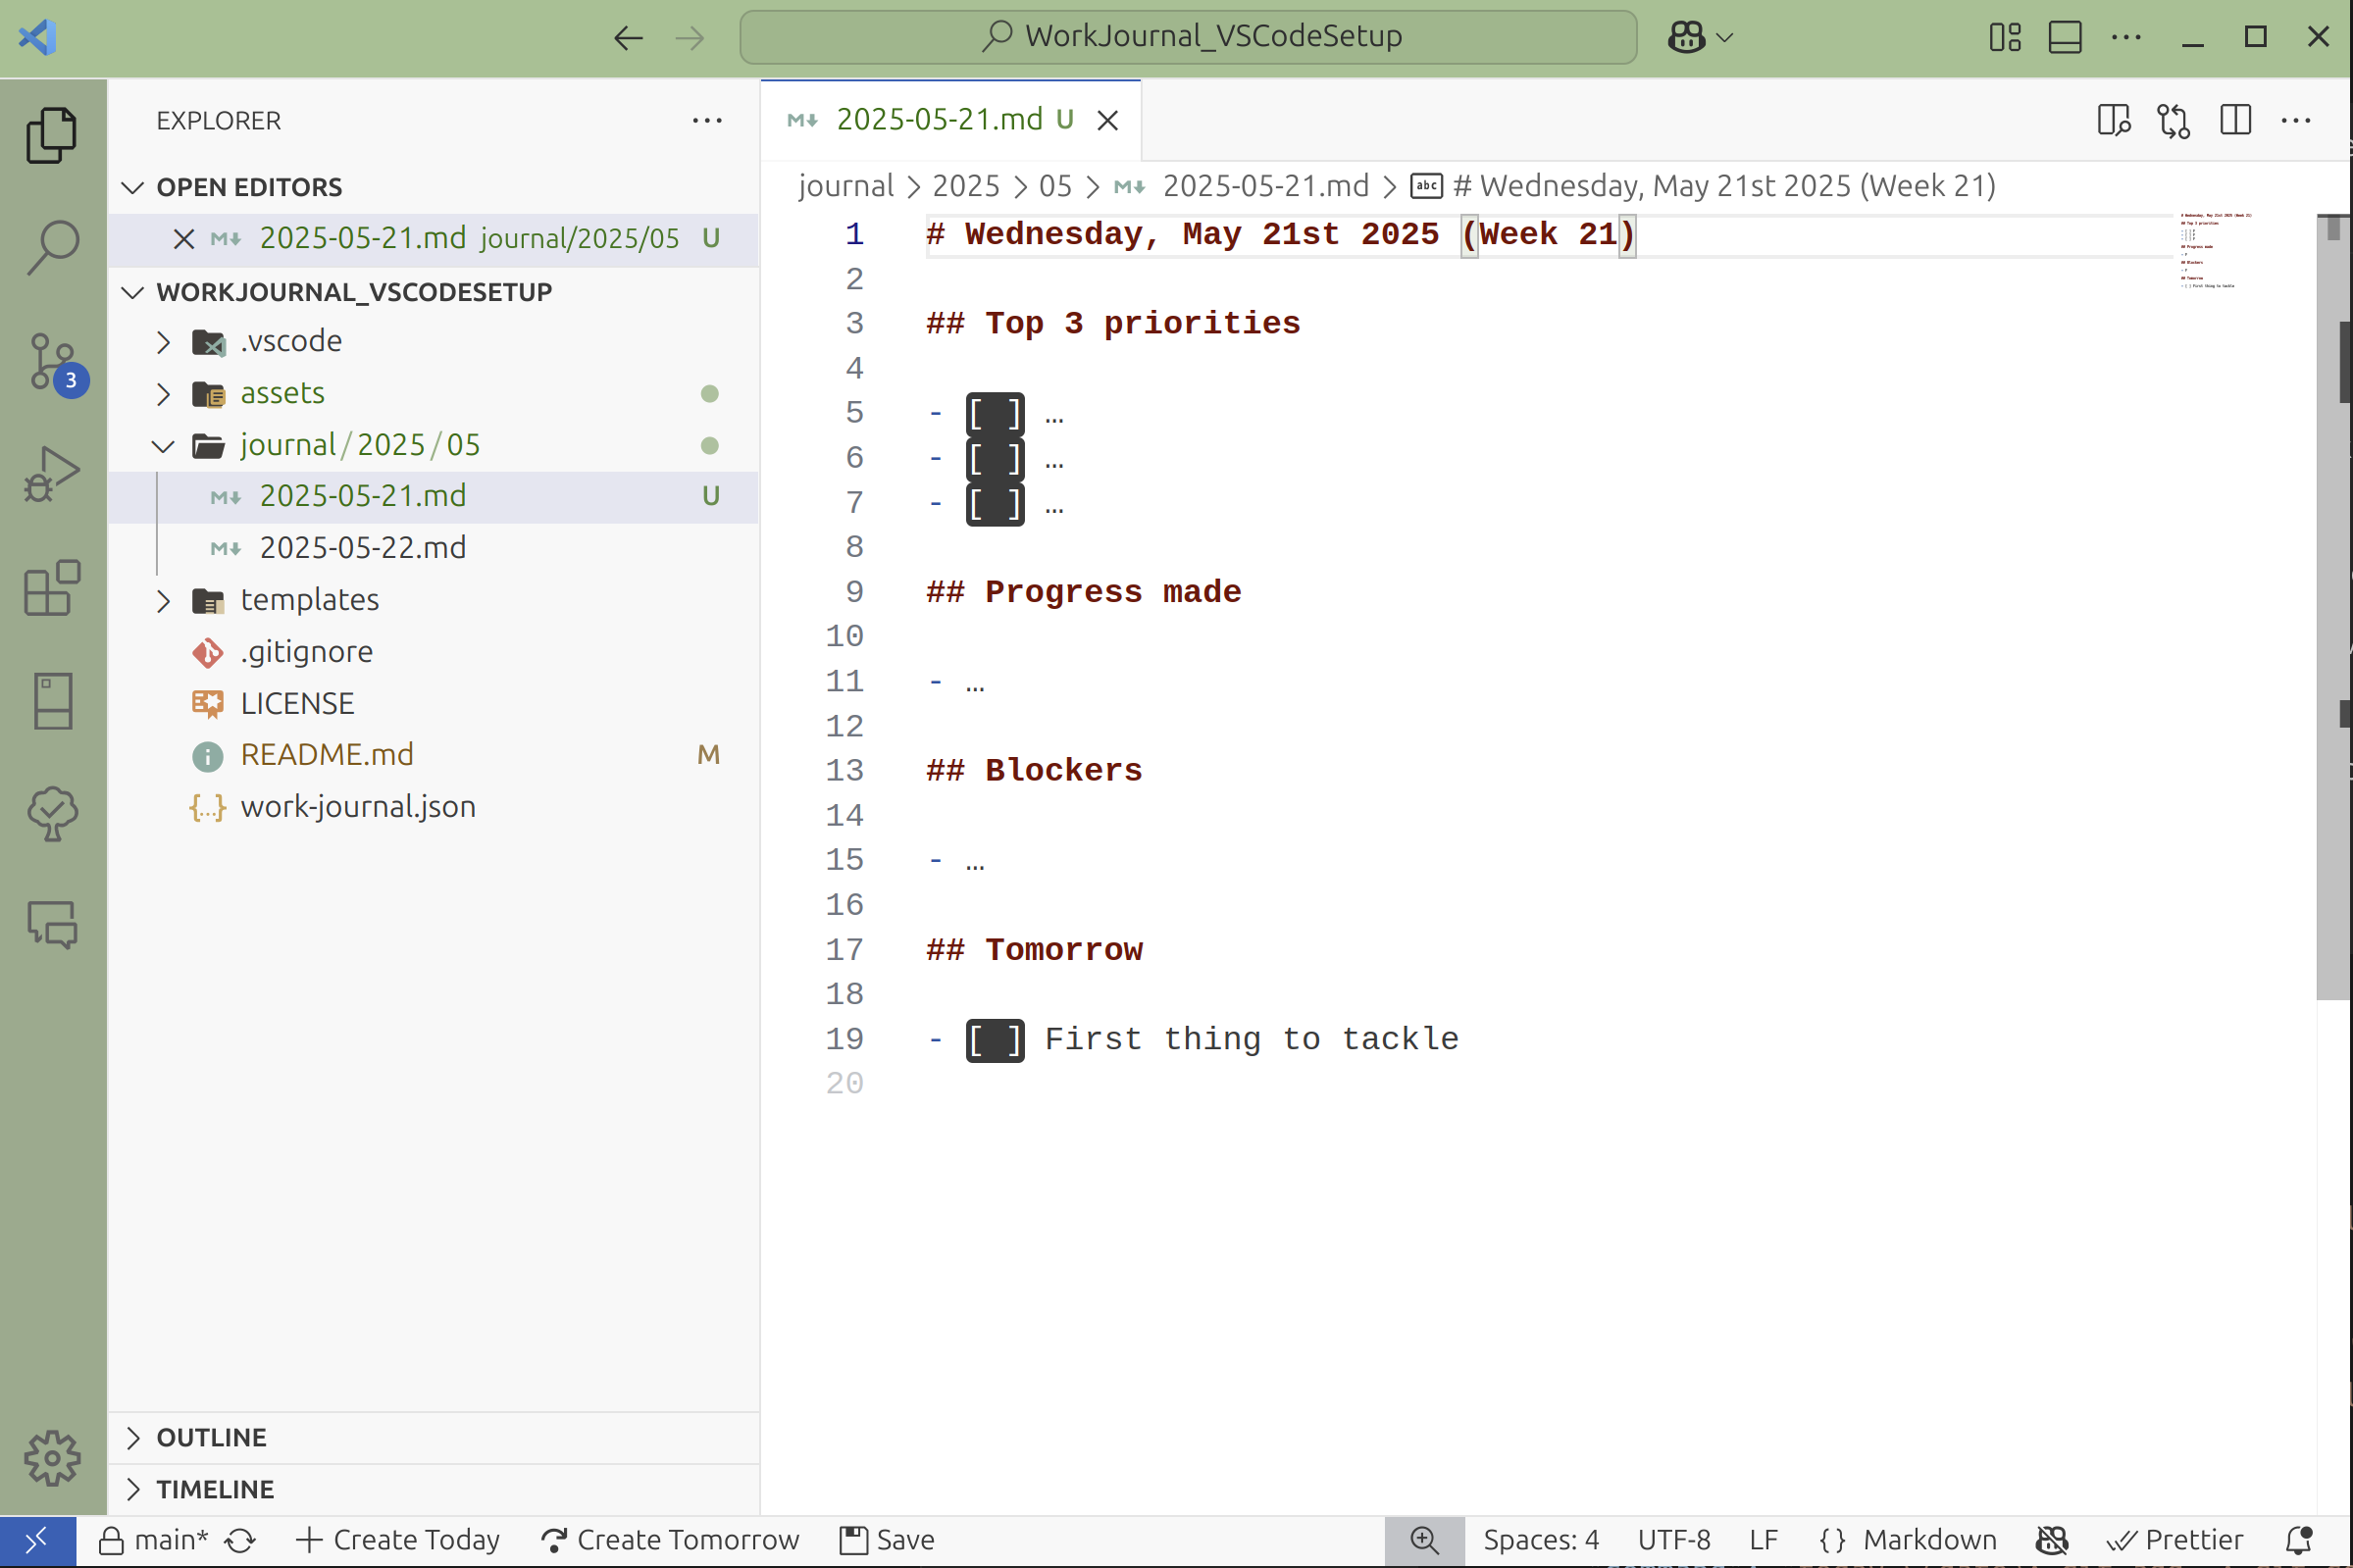 WorkJournal_VSCodeSetup
EXPLORER
OPEN EDITORS
2025-05-21.md journal/2025/05 U
WORKJOURNAL_VSCODESETUP
.vscode
assets
journal/2025/05
2025-05-21.md U
2025-05-22.md
templates
.gitignore
LICENSE
README.md M
work-journal.json
OUTLINE
TIMELINE
3
2025-05-21.md U
journal > 2025 > 05 > 2025-05-21.md > abc # Wednesday, May 21st 2025 (Week 21)
1 # Wednesday, May 21st 2025 (Week 21)
2
3 ## Top 3 priorities
4
5 - [ ] …
6 - [ ] …
7 - [ ] …
8
9 ## Progress made
10
11 - …
12
13 ## Blockers
14
15 - …
16
17 ## Tomorrow
18
19 - [ ] First thing to tackle
20
main* Create Today Create Tomorrow Save Spaces: 4 UTF-8 LF {} Markdown Prettier